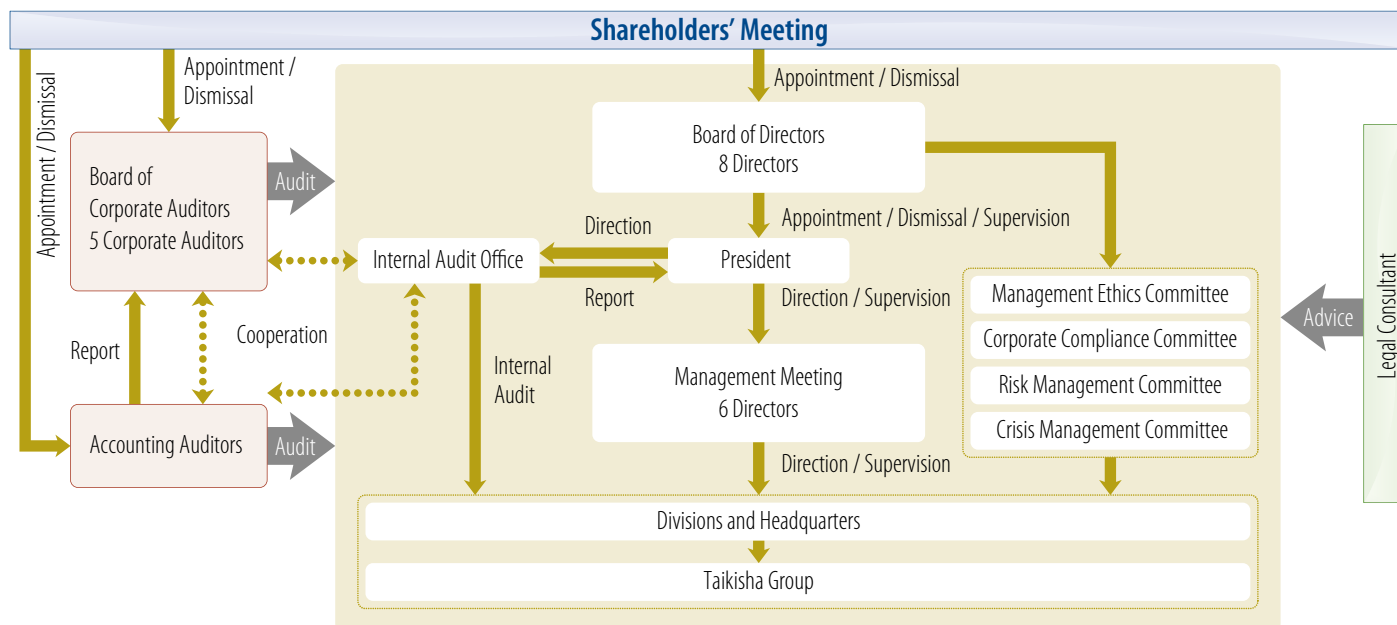 Shareholders' Meeting
Appointment / Dismissal
Appointment /
Dismissal
Appointment / Dismissal
Board of
Corporate Auditors
5 Corporate Auditors
Audit
Board of Directors
8 Directors
Appointment / Dismissal / Supervision
Direction
Internal Audit Office
President
Report
Direction / Supervision
Cooperation
Report
Internal
Audit
Management Meeting
6 Directors
Management Ethics Committee
Corporate Compliance Committee
Risk Management Committee
Crisis Management Committee
Advice
Legal Consultant
Accounting Auditors
Audit
Direction / Supervision
Divisions and Headquarters
Taikisha Group